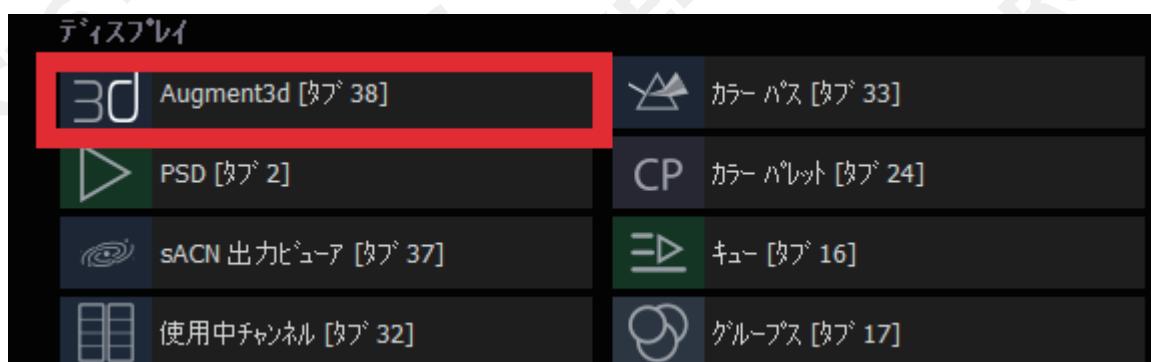 ディスプレイ
3d Augment3d [タブ 38]
カラー パス [タブ 33]
PSD [タブ 2]
CP カラー パレット [タブ 24]
sACN 出力ビューア [タブ 37]
キュー [タブ 16]
使用中チャンネル [タブ 32]
グループス [タブ 17]